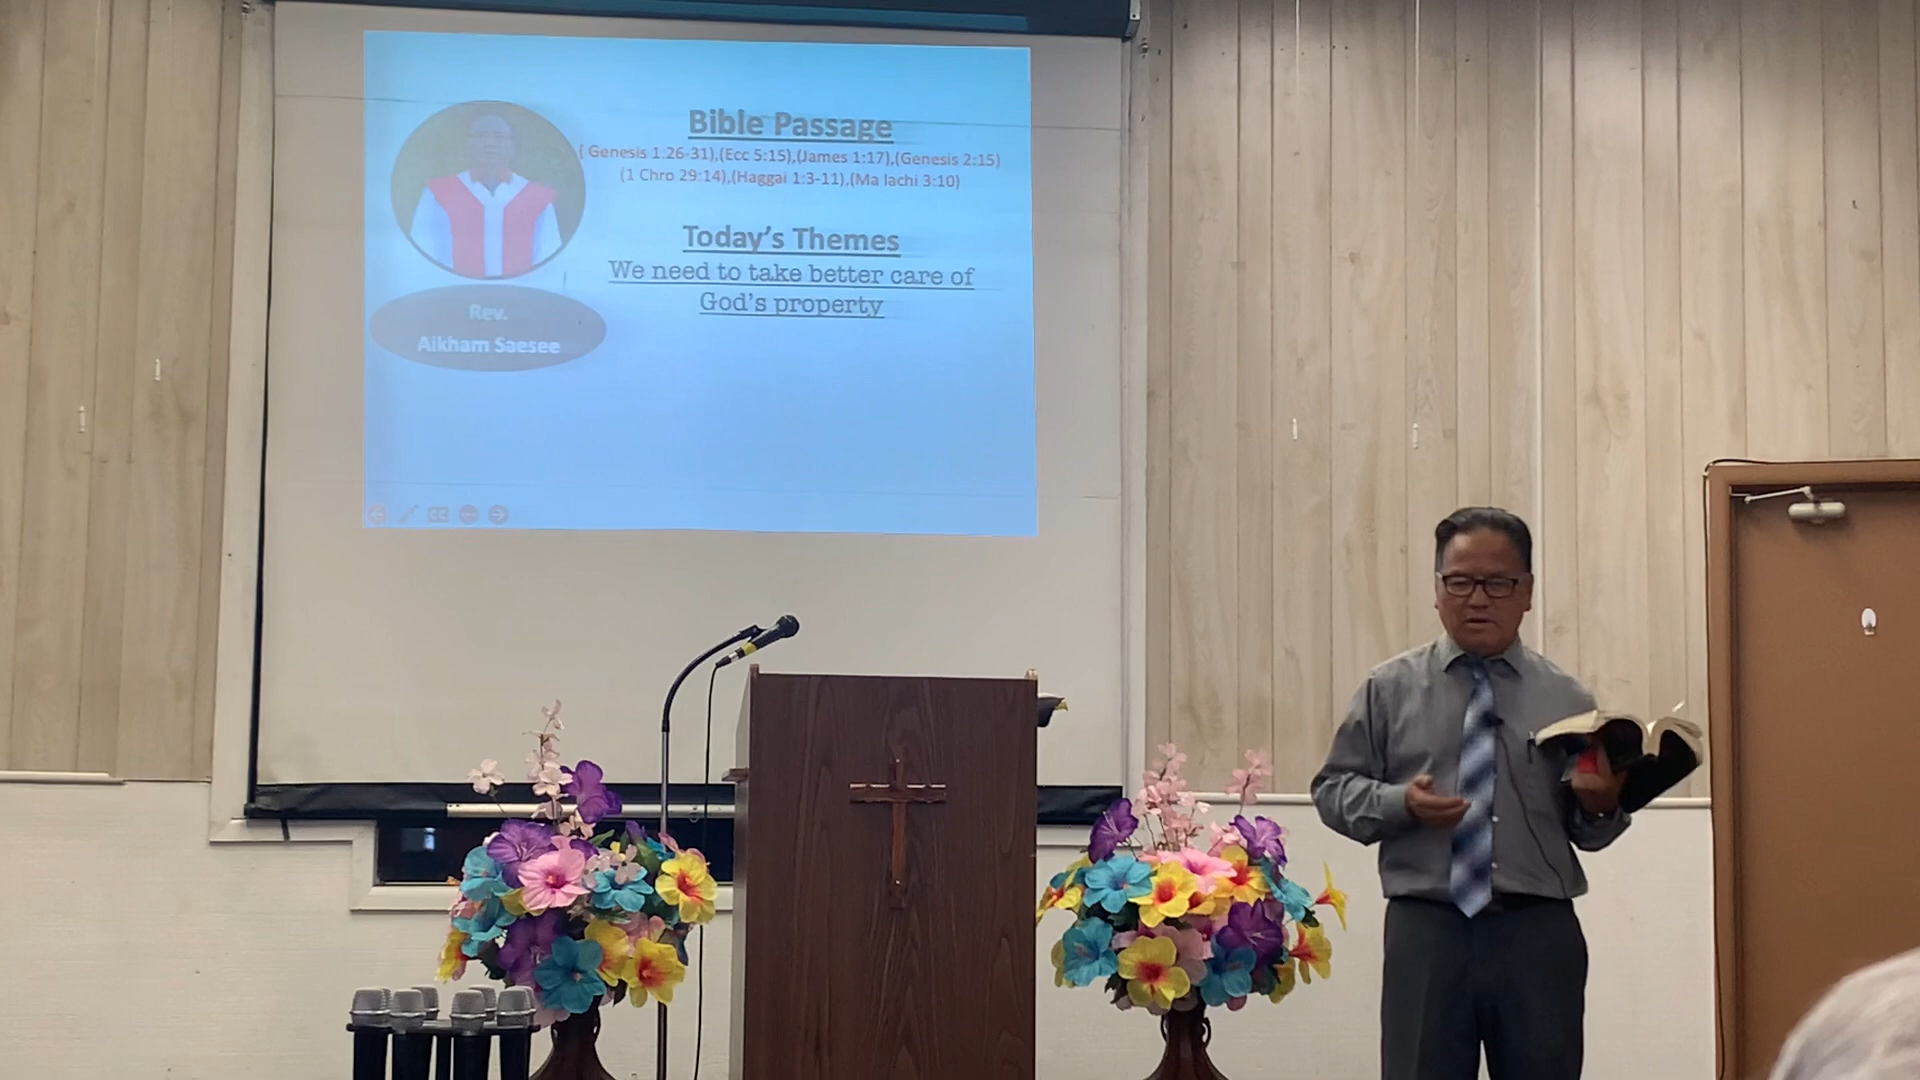 Bible Passage
( Genesis 1:26-31),(Ecc 5:15),(James 1:17),(Genesis 2:15)
(1 Chro 29:14),(Haggai 1:3-11),(Ma lachi 3:10)
Today's Themes
We need to take better care of
God's property
Rev.
Aikham Saesee
CC